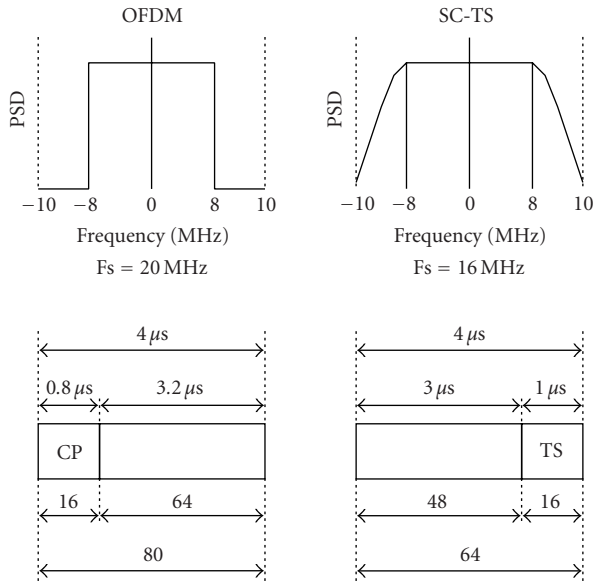 OFDM
PSD
−10 −8 0 8 10
Frequency (MHz)
Fs = 20 MHz
SC-TS
PSD
−10 −8 0 8 10
Frequency (MHz)
Fs = 16 MHz
4 μs
0.8 μs 3.2 μs
CP
16 64
80
4 μs
3 μs 1 μs
TS
48 16
64